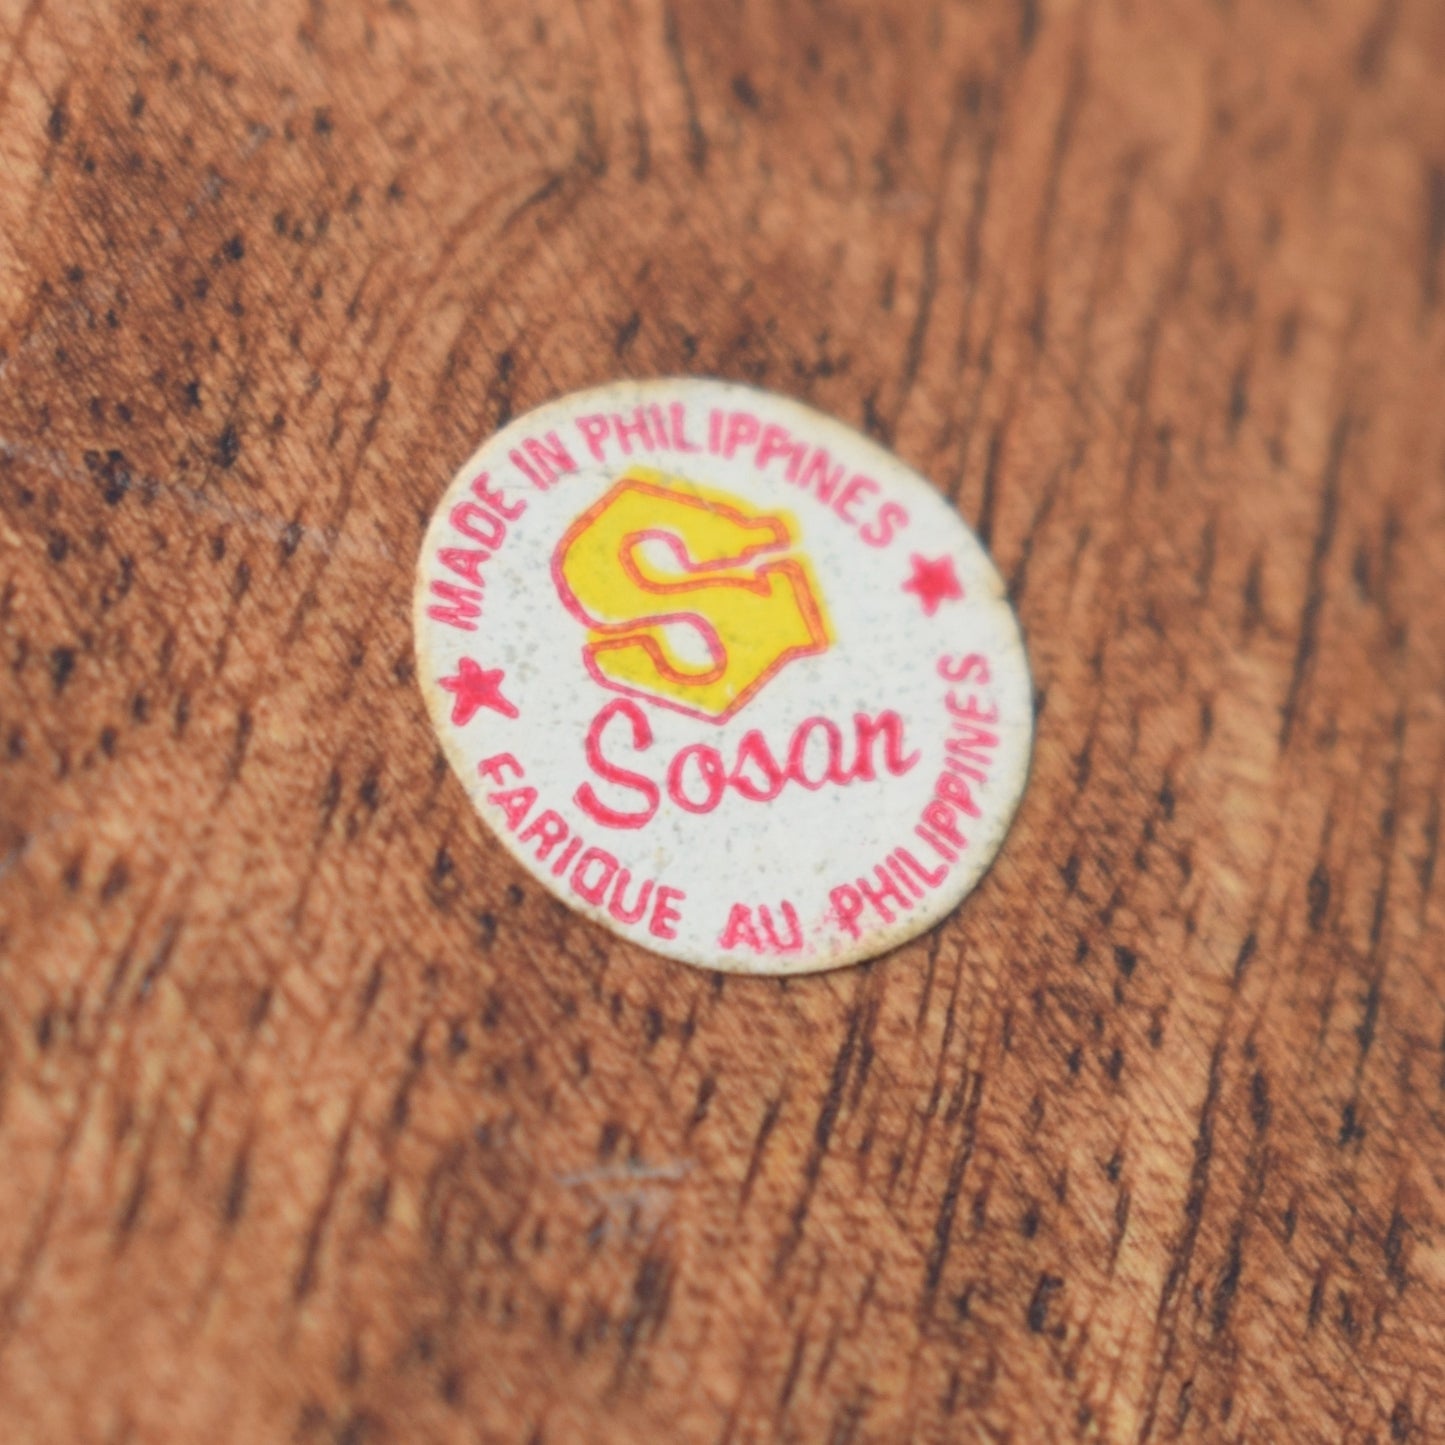 MADE IN PHILIPPINES
S
Sosan
FARIQUE AU PHILIPPINES